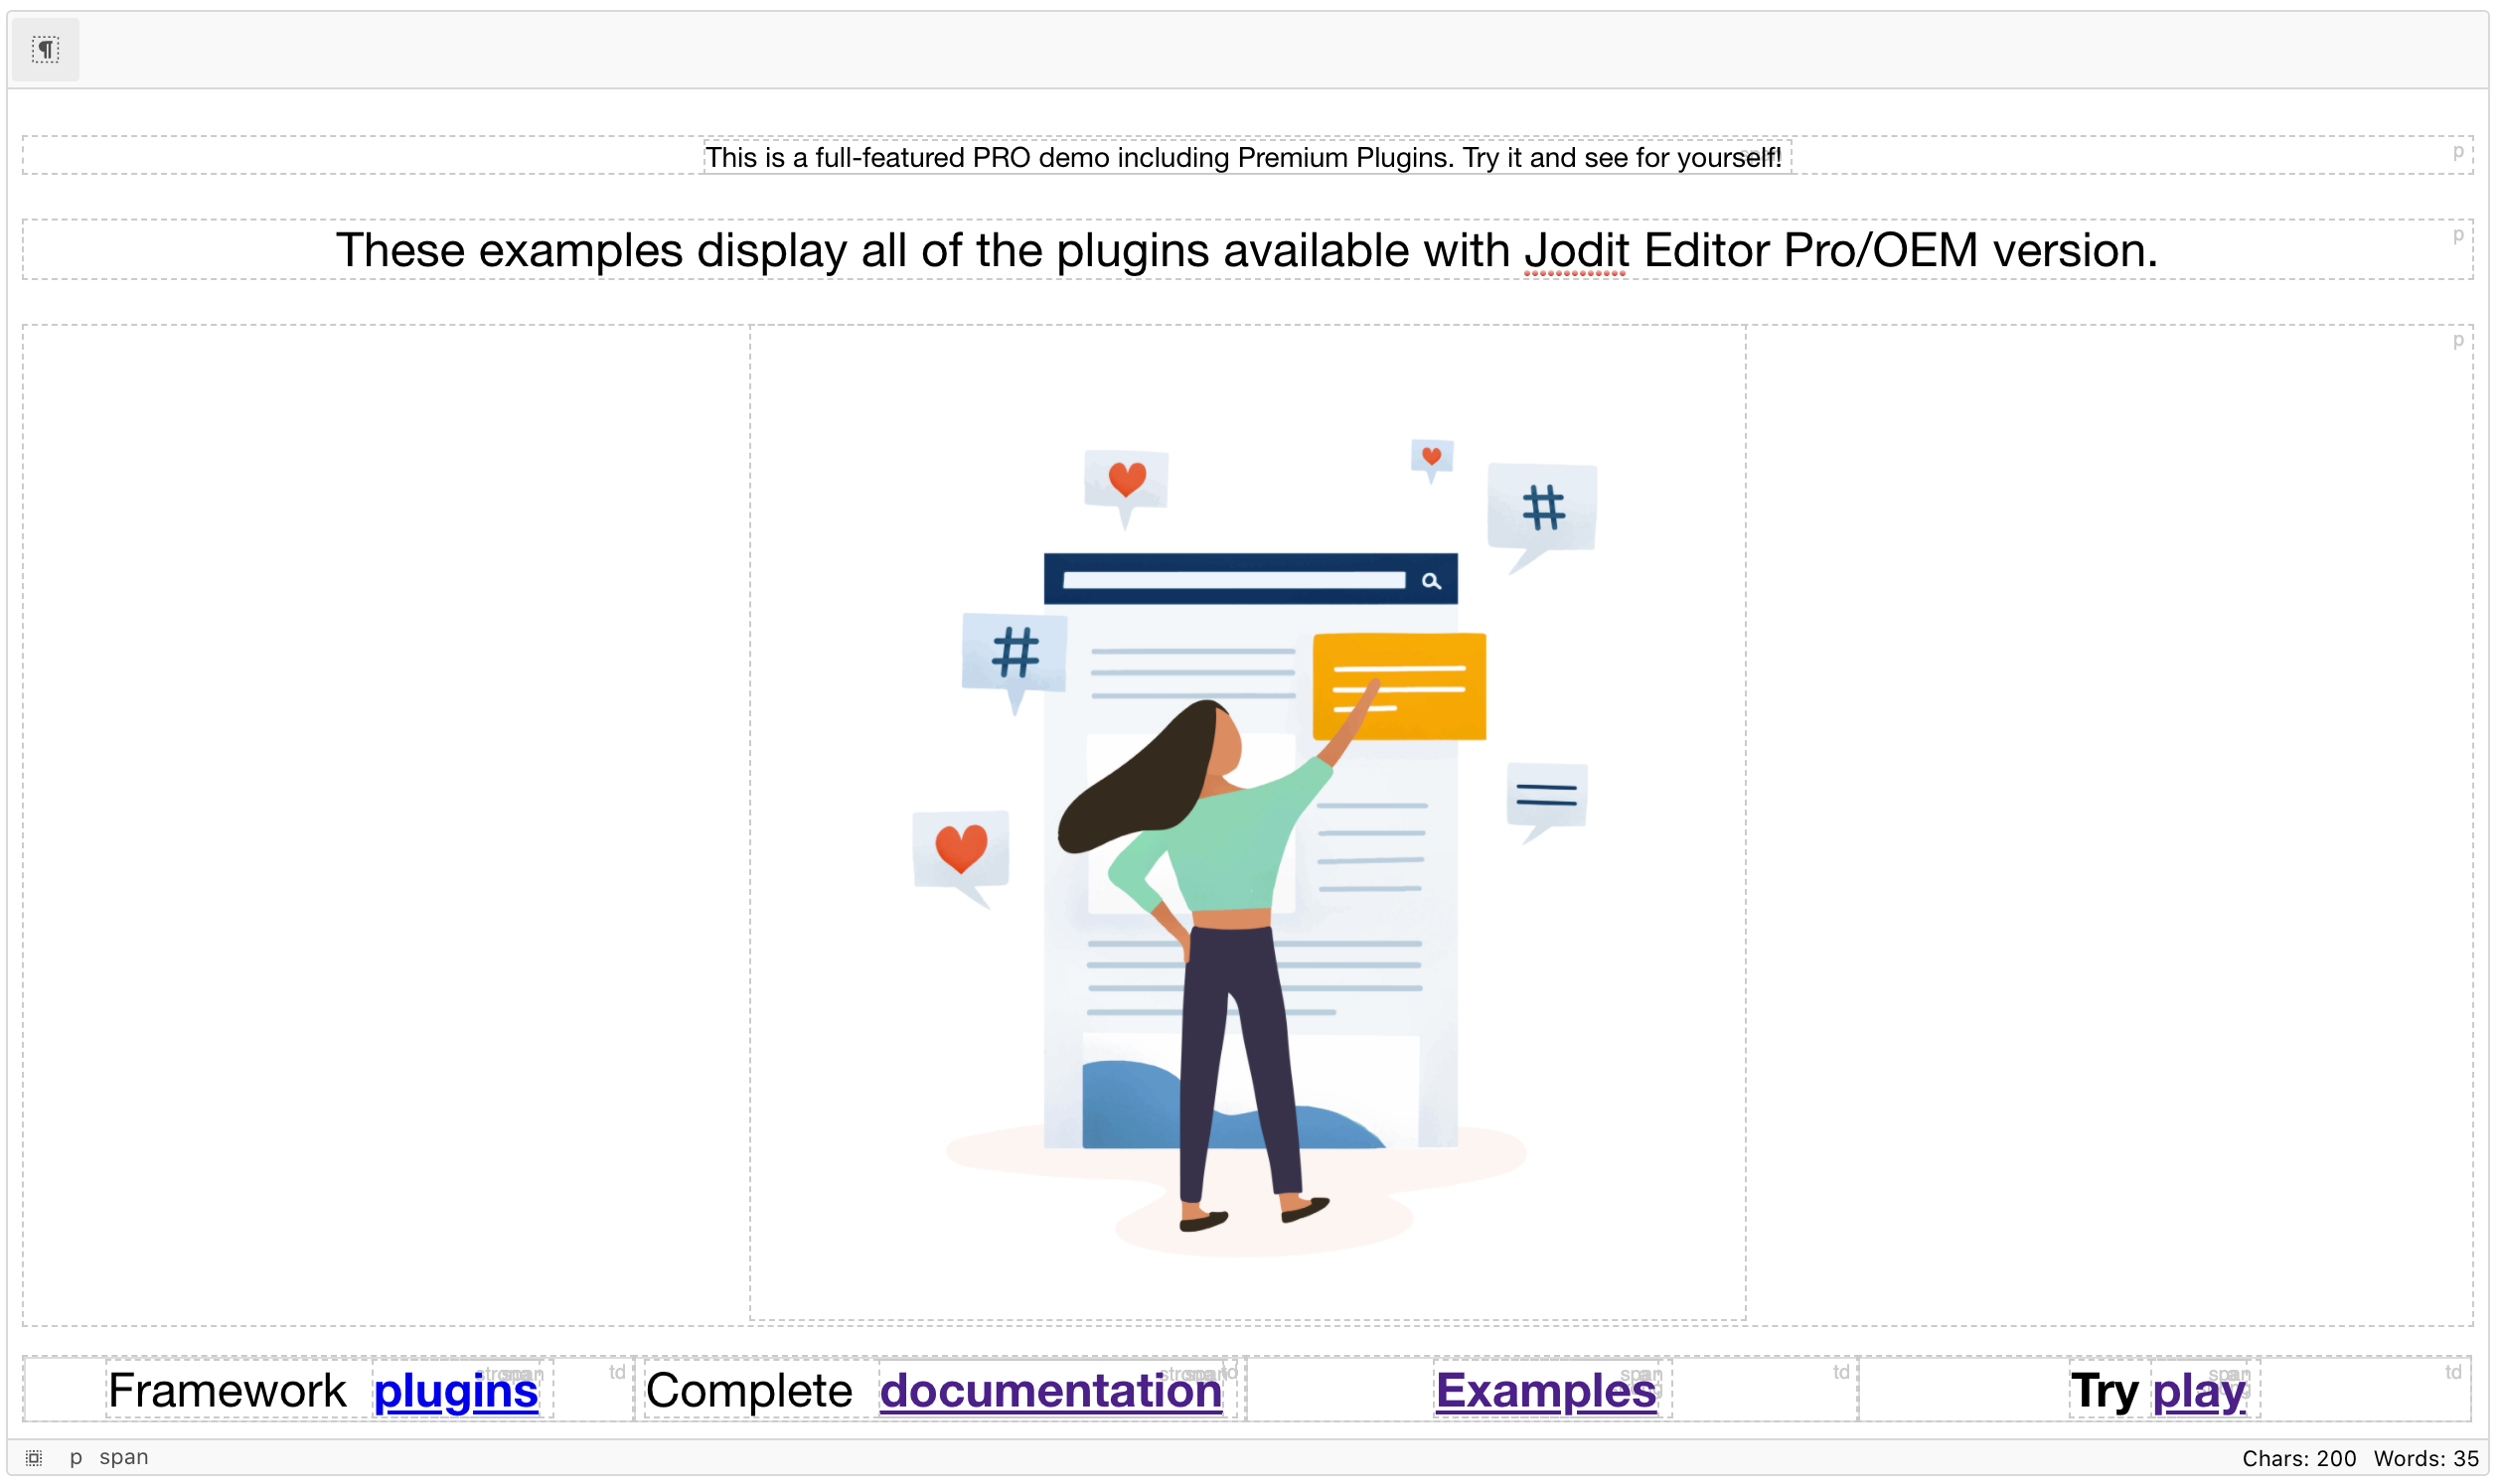 This is a full-featured PRO demo including Premium Plugins. Try it and see for yourself!
p
These examples display all of the plugins available with Jodit Editor Pro/OEM version.
p
p
#
#
Framework plugins
td
Complete documentation
td
Examples
span
td
Try play
span
td
p span
Chars: 200 Words: 35